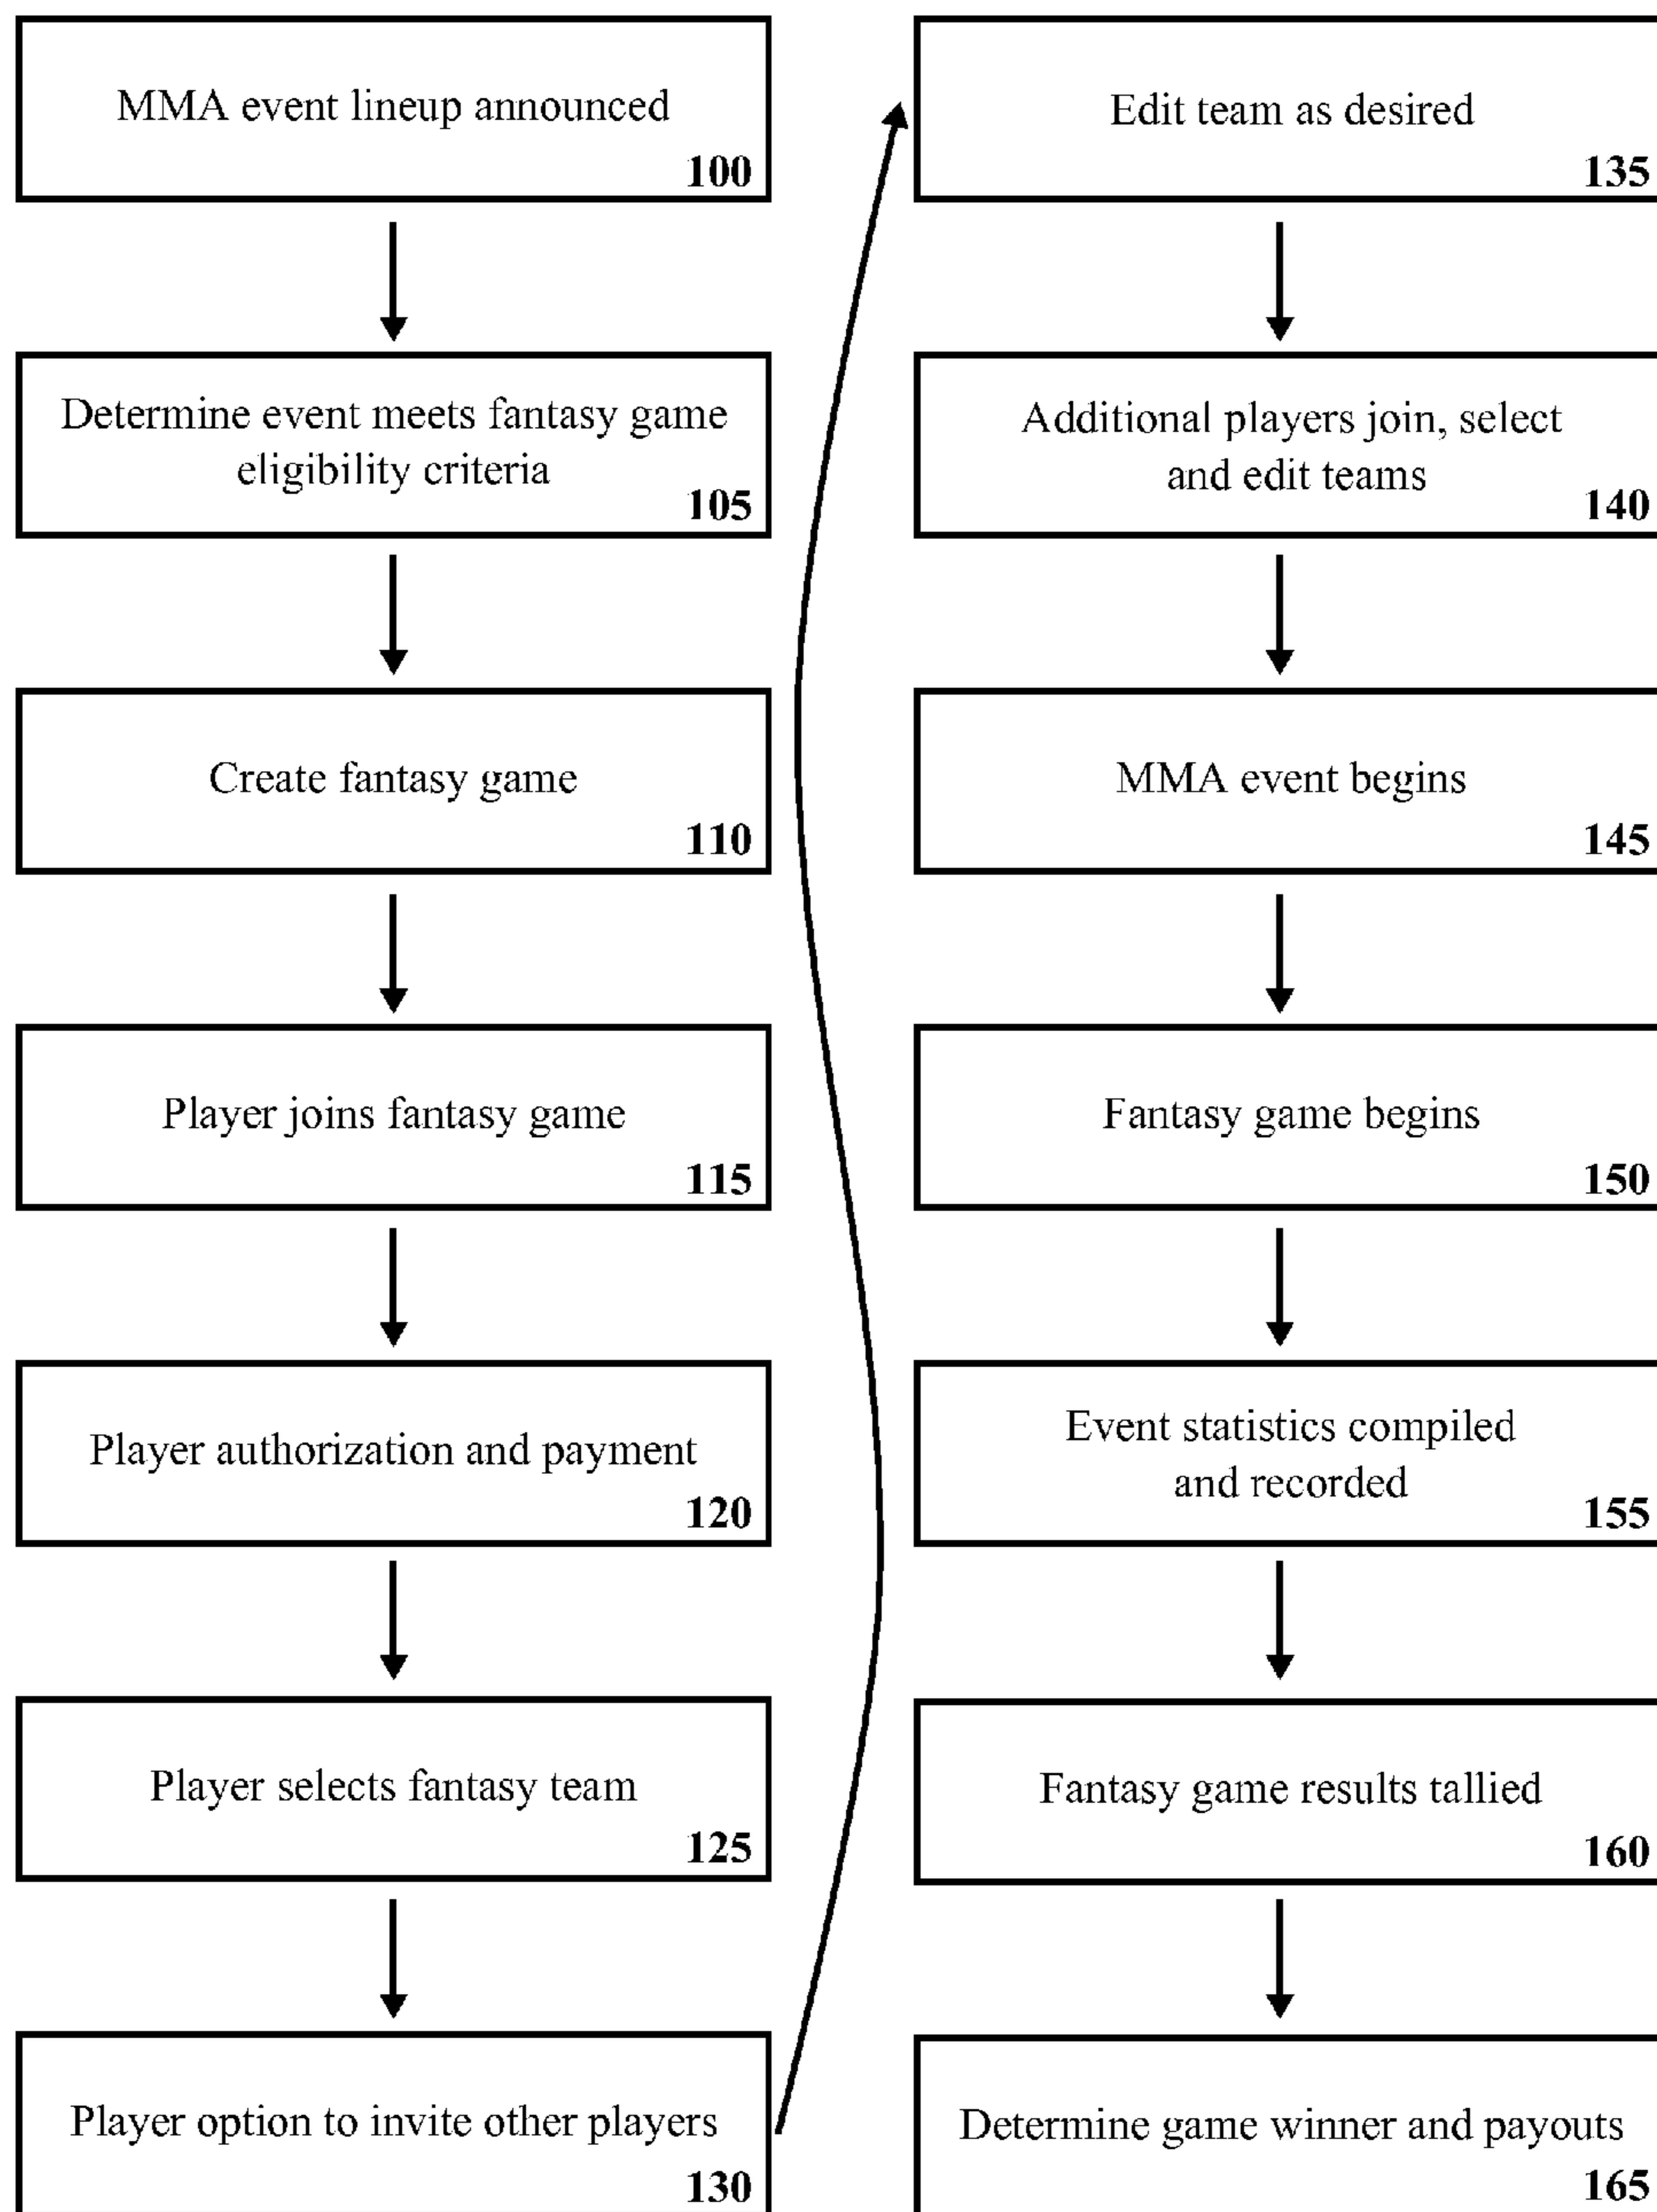 MMA event lineup announced
100
Determine event meets fantasy game
eligibility criteria
105
Create fantasy game
110
Player joins fantasy game
115
Player authorization and payment
120
Player selects fantasy team
125
Player option to invite other players
130
Edit team as desired
135
Additional players join, select
and edit teams
140
MMA event begins
145
Fantasy game begins
150
Event statistics compiled
and recorded
155
Fantasy game results tallied
160
Determine game winner and payouts
165